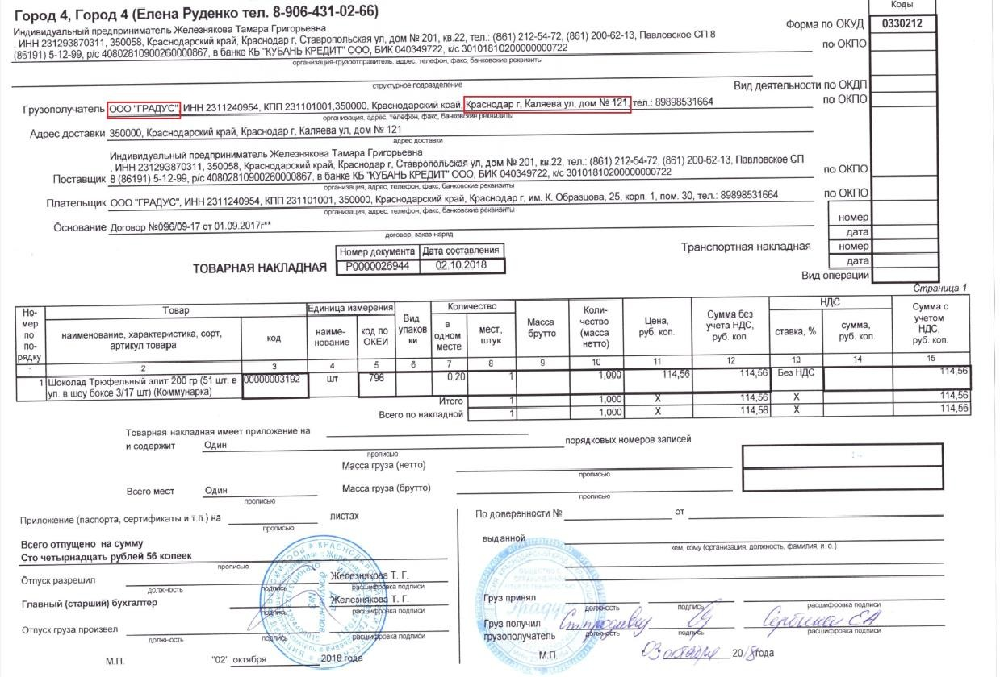 Город 4, Город 4 (Елена Руденко тел. 8-906-431-02-66)
Коды
Индивидуальный предприниматель Железнякова Тамара Григорьевна
Форма по ОКУД 0330212
, ИНН 231293870311, 350058, Краснодарский край, Краснодар г, Ставропольская ул, дом № 201, кв.22, тел.: (861) 212-54-72, (861) 200-62-13, Павловское СП 8
по ОКПО
(86191) 5-12-99, р/с 40802810900260000867, в банке КБ "КУБАНЬ КРЕДИТ" ООО, БИК 040349722, к/с 30101810200000000722
организация-грузоотправитель, адрес, телефон, факс, банковские реквизиты
структурное подразделение
Вид деятельности по ОКДП
Грузополучатель ООО "ГРАДУС", ИНН 2311240954, КПП 231101001,350000, Краснодарский край, Краснодар г, Каляева ул, дом № 121, тел.: 89898531664
по ОКПО
организация, адрес, телефон, факс, банковские реквизиты
Адрес доставки 350000, Краснодарский край, Краснодар г, Каляева ул, дом № 121
адрес доставки
Индивидуальный предприниматель Железнякова Тамара Григорьевна
, ИНН 231293870311, 350058, Краснодарский край, Краснодар г, Ставропольская ул, дом № 201, кв.22, тел.: (861) 212-54-72, (861) 200-62-13, Павловское СП
Поставщик 8 (86191) 5-12-99, р/с 40802810900260000867, в банке КБ "КУБАНЬ КРЕДИТ" ООО, БИК 040349722, к/с 30101810200000000722
по ОКПО
организация, адрес, телефон, факс, банковские реквизиты
Плательщик ООО "ГРАДУС", ИНН 2311240954, КПП 231101001, 350000, Краснодарский край, Краснодар г, им. К. Образцова, 25, корп. 1, пом. 30, тел.: 89898531664
по ОКПО
организация, адрес, телефон, факс, банковские реквизиты
Основание Договор №096/09-17 от 01.09.2017г**
номер
договор, заказ-наряд
дата
Транспортная накладная номер
дата
Вид операции
Номер документа Дата составления
ТОВАРНАЯ НАКЛАДНАЯ Р0000026944 02.10.2018
Страница 1
Но-мер по по-рядку
Товар
Единица измерения
Вид упаков ки
Количество
Масса брутто
Коли-чество (масса нетто)
Цена, руб. коп.
Сумма без учета НДС, руб. коп.
НДС
Сумма с учетом НДС, руб. коп.
наименование, характеристика, сорт, артикул товара
код
наиме-нование
код по ОКЕИ
в одном месте
мест, штук
ставка, %
сумма, руб. коп.
1 2 3 4 5 6 7 8 9 10 11 12 13 14 15
1 Шоколад Трюфельный элит 200 гр (51 шт. в 00000003192 шт 796 0,20 1 1,000 114,56 114,56 Без НДС 114,56
уп. в шоу боксе 3/17 шт) (Коммунарка)
Итого 1 1,000 X 114,56 X 114,56
Всего по накладной 1 1,000 X 114,56 X 114,56
Товарная накладная имеет приложение на
и содержит Один порядковых номеров записей
прописью
Масса груза (нетто)
прописью
Всего мест Один Масса груза (брутто)
прописью прописью
Приложение (паспорта, сертификаты и т.п.) на листах
прописью
По доверенности № от
Всего отпущено на сумму
Сто четырнадцать рублей 56 копеек
прописью
выданной
кем, кому (организация, должность, фамилия, и. о.)
Отпуск разрешил Железнякова Т. Г.
должность подпись расшифровка подписи
Главный (старший) бухгалтер Железнякова Т. Г.
подпись расшифровка подписи
Отпуск груза произвел
должность подпись расшифровка подписи
М.П. "02" октября 2018 года
Груз принял
должность подпись расшифровка подписи
Груз получил
грузополучатель
должность подпись расшифровка подписи
М.П. 03 октября 2018года
Для документов №3
Градус